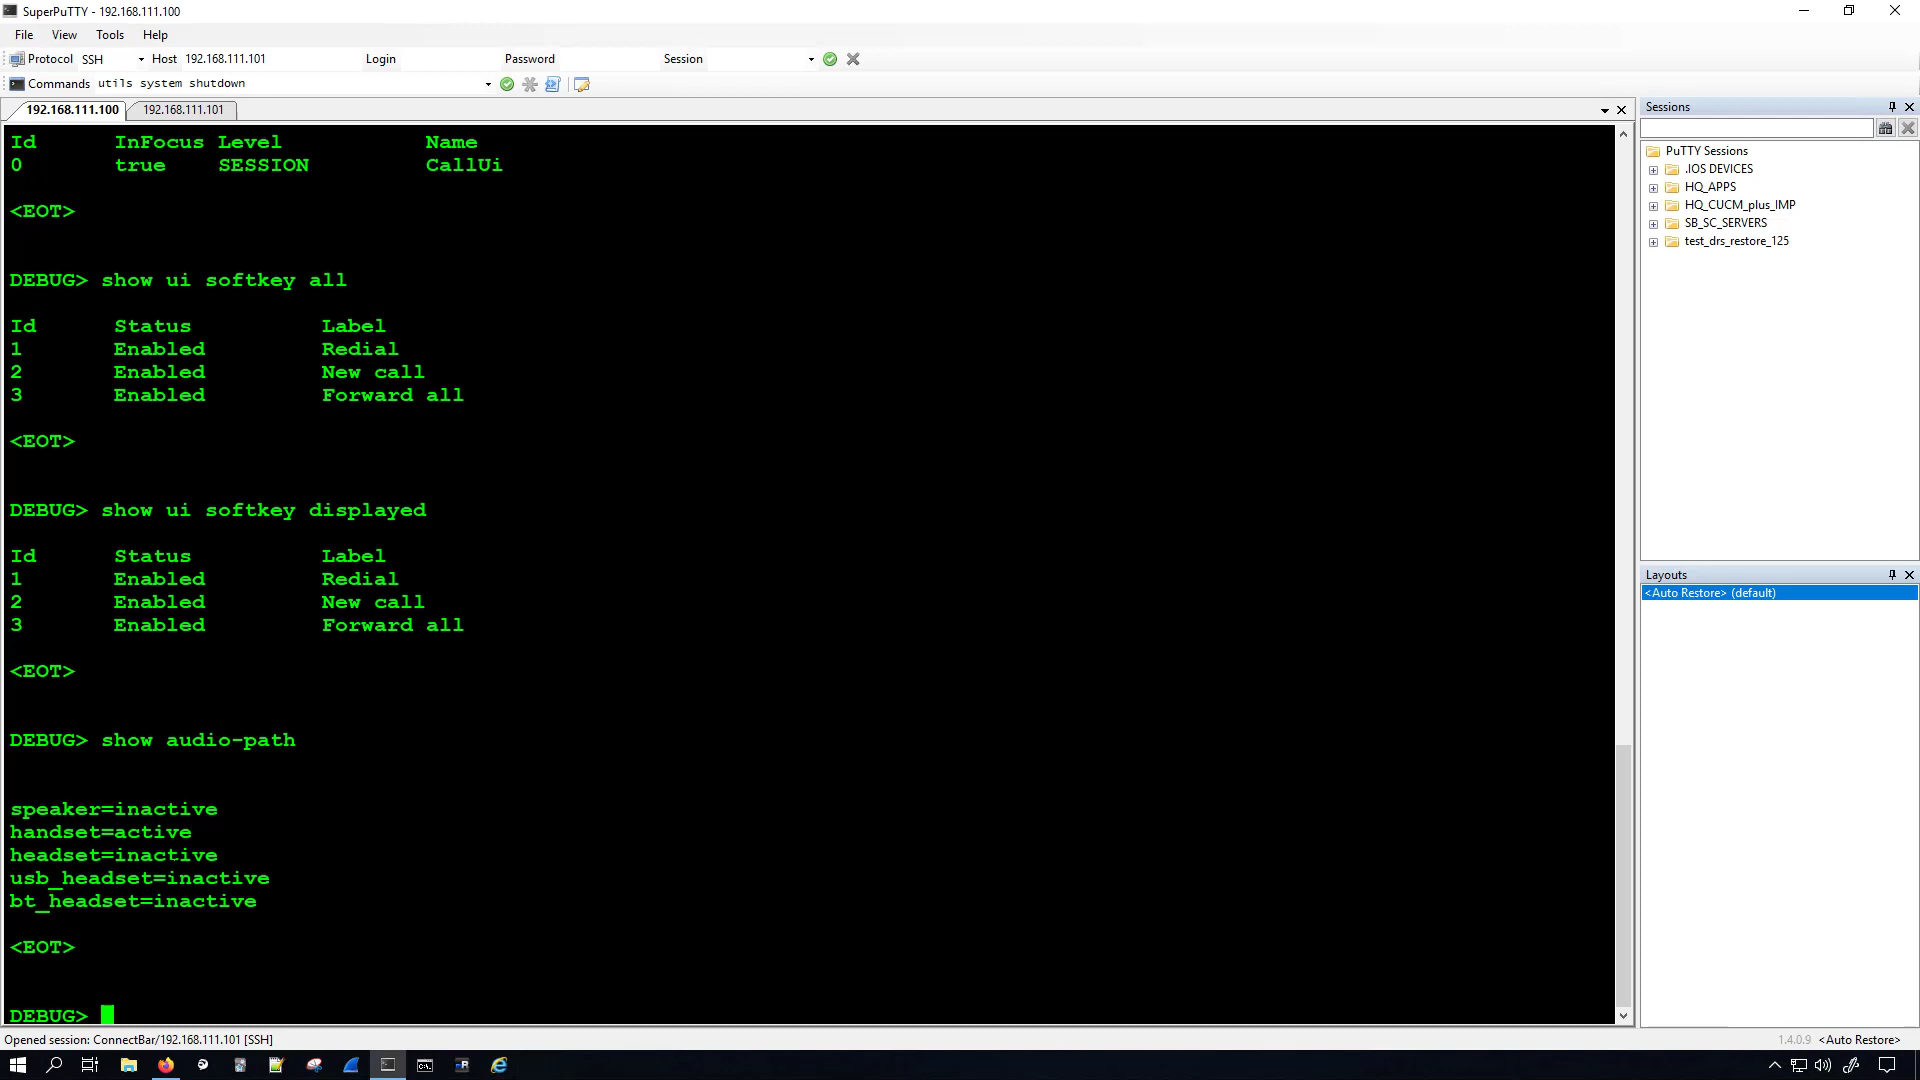 SuperPuTTY - 192.168.111.100
File View Tools Help
Protocol SSH Host 192.168.111.101 Login Password Session
Commands utils system shutdown
192.168.111.100 192.168.111.101
Id InFocus Level Name
0 true SESSION CallUi
<EOT>
DEBUG> show ui softkey all
Id Status Label
1 Enabled Redial
2 Enabled New call
3 Enabled Forward all
<EOT>
DEBUG> show ui softkey displayed
Id Status Label
1 Enabled Redial
2 Enabled New call
3 Enabled Forward all
<EOT>
DEBUG> show audio-path
speaker=inactive
handset=active
headset=inactive
usb_headset=inactive
bt_headset=inactive
<EOT>
DEBUG>
Sessions
PuTTY Sessions
.IOS DEVICES
HQ_APPS
HQ_CUCM_plus_IMP
SB_SC_SERVERS
test_drs_restore_125
Layouts
<Auto Restore> (default)
Opened session: ConnectBar/192.168.111.101 [SSH]
1.4.0.9 <Auto Restore>